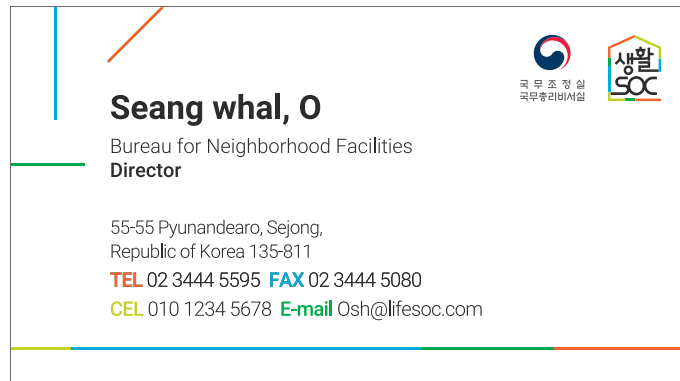 국무조정실
국무총리비서실
생활
SOC
Seang whal, O
Bureau for Neighborhood Facilities
Director
55-55 Pyunandearo, Sejong,
Republic of Korea 135-811
TEL 02 3444 5595 FAX 02 3444 5080
CEL 010 1234 5678 E-mail Osh@lifesoc.com